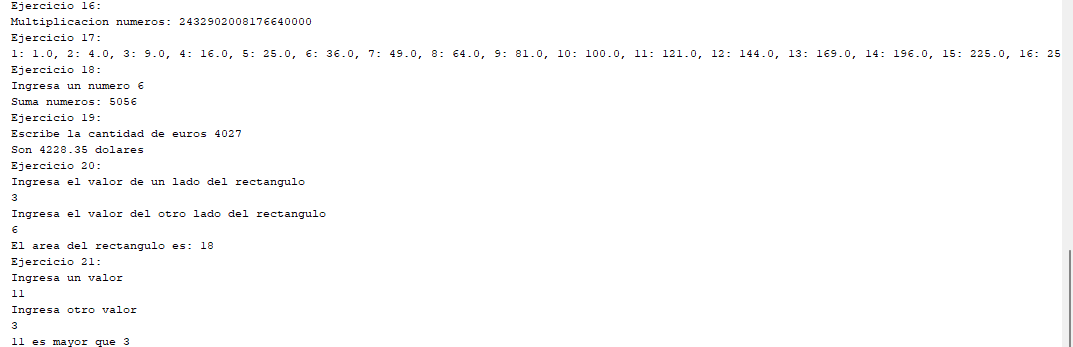 Ejercicio 16:
Multiplicacion numeros: 2432902008176640000
Ejercicio 17:
1: 1.0, 2: 4.0, 3: 9.0, 4: 16.0, 5: 25.0, 6: 36.0, 7: 49.0, 8: 64.0, 9: 81.0, 10: 100.0, 11: 121.0, 12: 144.0, 13: 169.0, 14: 196.0, 15: 225.0, 16: 25
Ejercicio 18:
Ingresa un numero 6
Suma numeros: 5056
Ejercicio 19:
Escribe la cantidad de euros 4027
Son 4228.35 dolares
Ejercicio 20:
Ingresa el valor de un lado del rectangulo
3
Ingresa el valor del otro lado del rectangulo
6
El area del rectangulo es: 18
Ejercicio 21:
Ingresa un valor
11
Ingresa otro valor
3
11 es mayor que 3